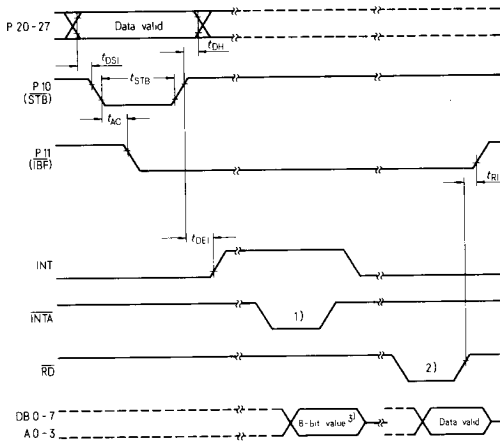 P 20-27
Data valid
tDH
tDSI
tSTB
P 10
(STB)
tAC
P 11
(IBF)
tRI
tDEI
INT
INTA
1)
RD
2)
DB 0-7
A 0-3
8-bit value 3)
Data valid